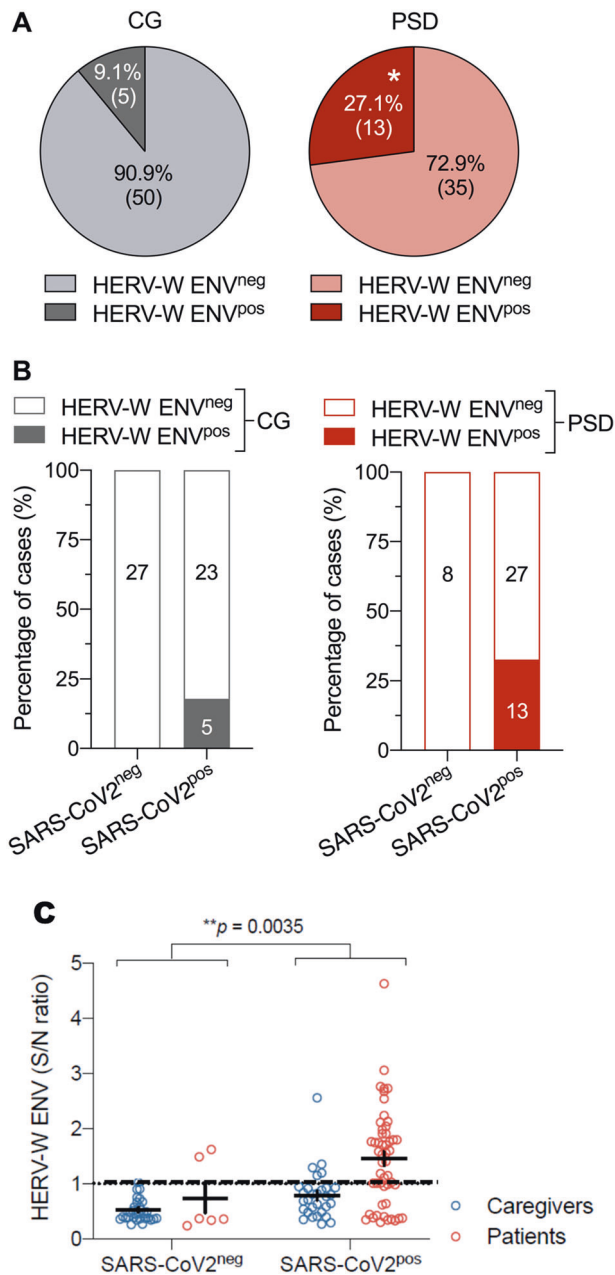 A
CG
PSD
9.1%
(5)
90.9%
(50)
*
27.1%
(13)
72.9%
(35)
HERV-W ENVneg
HERV-W ENVpos
HERV-W ENVneg
HERV-W ENVpos
B
HERV-W ENVneg
HERV-W ENVpos
CG
HERV-W ENVneg
HERV-W ENVpos
PSD
Percentage of cases (%)
100
75
50
25
0
27
23
5
SARS-CoV2neg
SARS-CoV2pos
Percentage of cases (%)
100
75
50
25
0
8
27
13
SARS-CoV2neg
SARS-CoV2pos
C
**p = 0.0035
HERV-W ENV (S/N ratio)
5
4
3
2
1
0
SARS-CoV2neg
SARS-CoV2pos
Caregivers
Patients